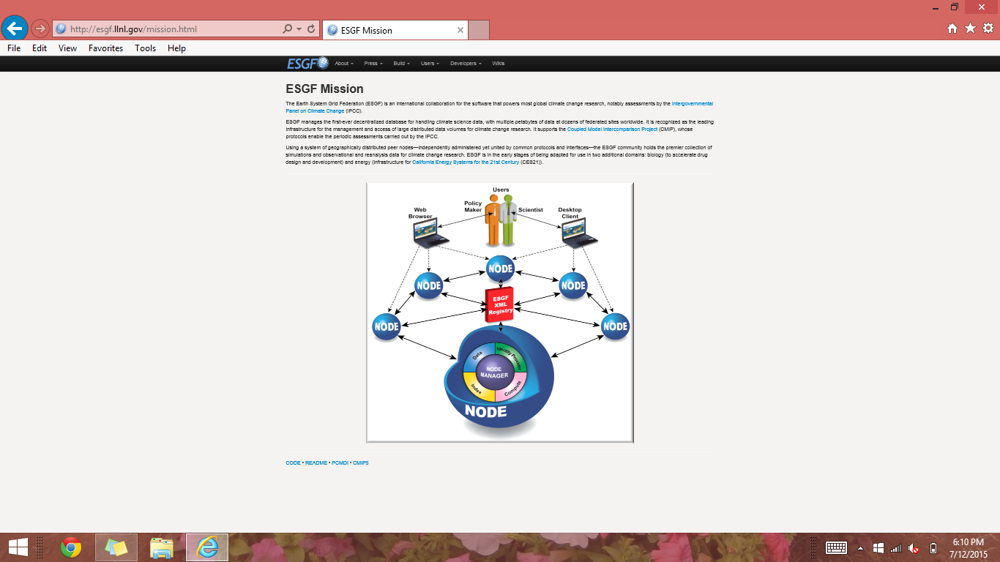 http://esgf.llnl.gov/mission.html
ESGF Mission
File Edit View Favorites Tools Help
ESGF About Press Build Users Developers Wikis
ESGF Mission
The Earth System Grid Federation (ESGF) is an international collaboration for the software that powers most global climate change research, notably assessments by the Intergovernmental
Panel on Climate Change (IPCC).
ESGF manages the first-ever decentralized database for handling climate science data, with multiple petabytes of data at dozens of federated sites worldwide. It is recognized as the leading
infrastructure for the management and access of large distributed data volumes for climate change research. It supports the Coupled Model Intercomparison Project (CMIP), whose
protocols enable the periodic assessments carried out by the IPCC.
Using a system of geographically distributed peer nodes—independently administered yet united by common protocols and interfaces—the ESGF community holds the premier collection of
simulations and observational and reanalysis data for climate change research. ESGF is in the early stages of being adapted for use in two additional domains: biology (to accelerate drug
design and development) and energy (infrastructure for California Energy Systems for the 21st Century (CES21)).
Users
Policy
Maker
Scientist
Web
Browser
Desktop
Client
NODE
NODE
NODE
ESGF
XML
Registry
NODE
NODE
Data
Identity Provider
NODE
MANAGER
Index
Compute
NODE
CODE • README • PCMDI • CMIP5
6:10 PM
7/12/2015